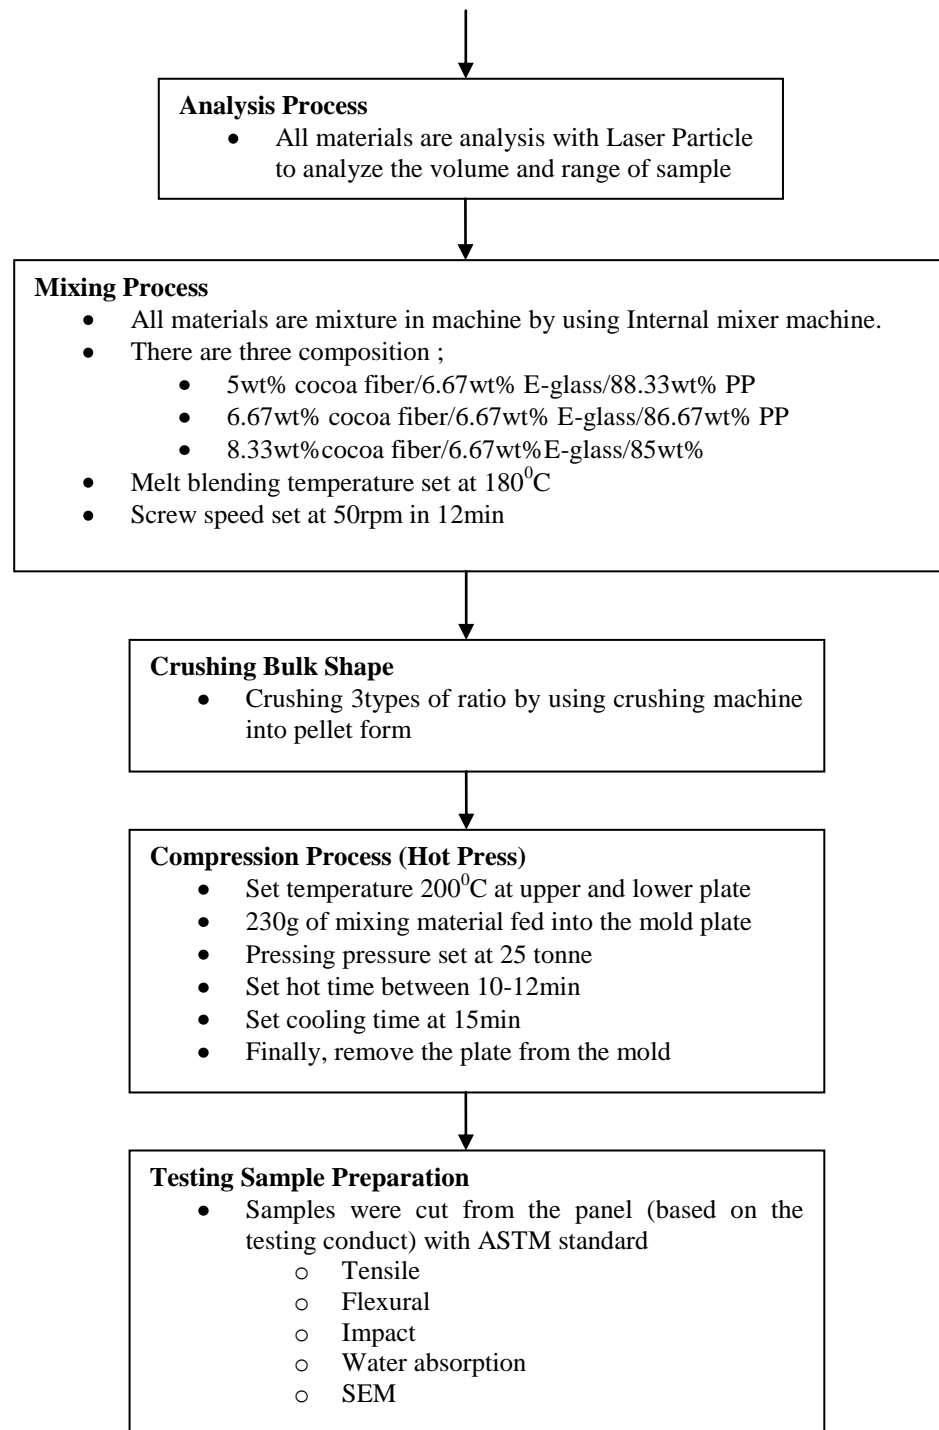 Analysis Process
• All materials are analysis with Laser Particle
to analyze the volume and range of sample
Mixing Process
• All materials are mixture in machine by using Internal mixer machine.
• There are three composition ;
• 5wt% cocoa fiber/6.67wt% E-glass/88.33wt% PP
• 6.67wt% cocoa fiber/6.67wt% E-glass/86.67wt% PP
• 8.33wt%cocoa fiber/6.67wt%E-glass/85wt%
• Melt blending temperature set at 180⁰C
• Screw speed set at 50rpm in 12min
Crushing Bulk Shape
• Crushing 3types of ratio by using crushing machine
into pellet form
Compression Process (Hot Press)
• Set temperature 200⁰C at upper and lower plate
• 230g of mixing material fed into the mold plate
• Pressing pressure set at 25 tonne
• Set hot time between 10-12min
• Set cooling time at 15min
• Finally, remove the plate from the mold
Testing Sample Preparation
• Samples were cut from the panel (based on the
testing conduct) with ASTM standard
o Tensile
o Flexural
o Impact
o Water absorption
o SEM